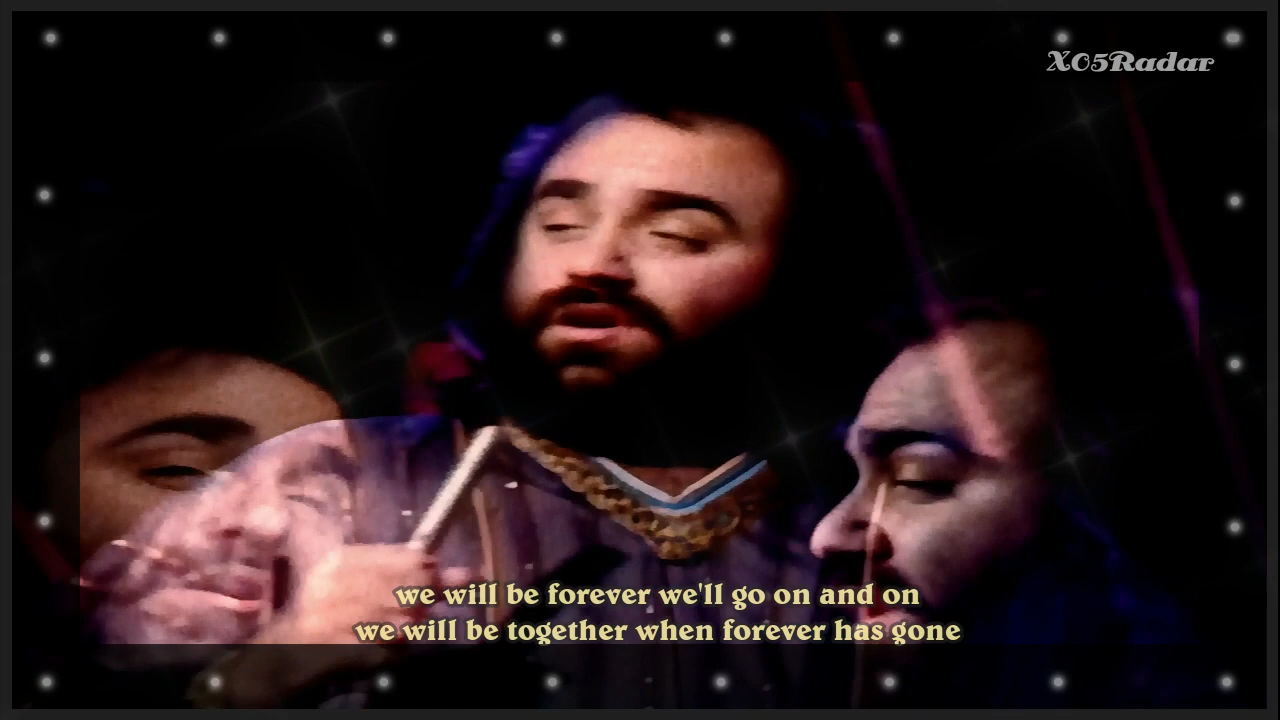 X05Radar
we will be forever we'll go on and on
we will be together when forever has gone